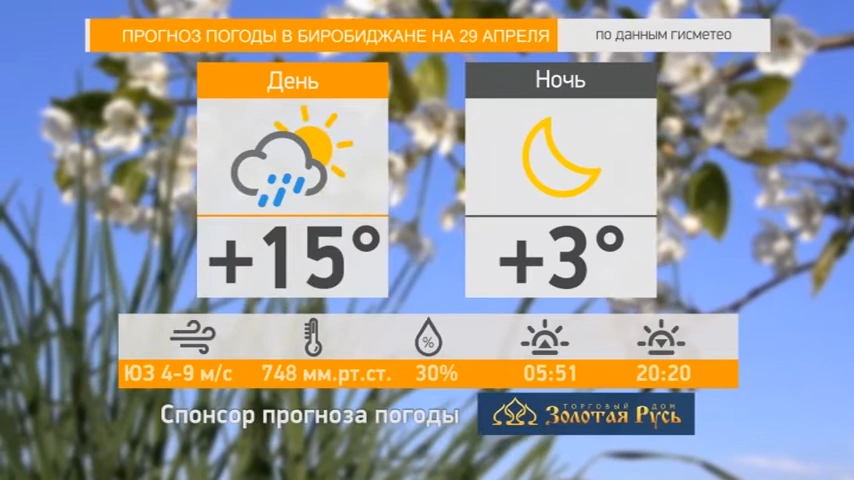 ПРОГНОЗ ПОГОДЫ В БИРОБИДЖАНЕ НА 29 АПРЕЛЯ
по данным гисметео
День
Ночь
+15°
+3°
%
ЮЗ 4-9 м/с
748 мм.рт.ст.
30%
05:51
20:20
Спонсор прогноза погоды
ТОРГОВЫЙ ДОМ
Золотая Русь